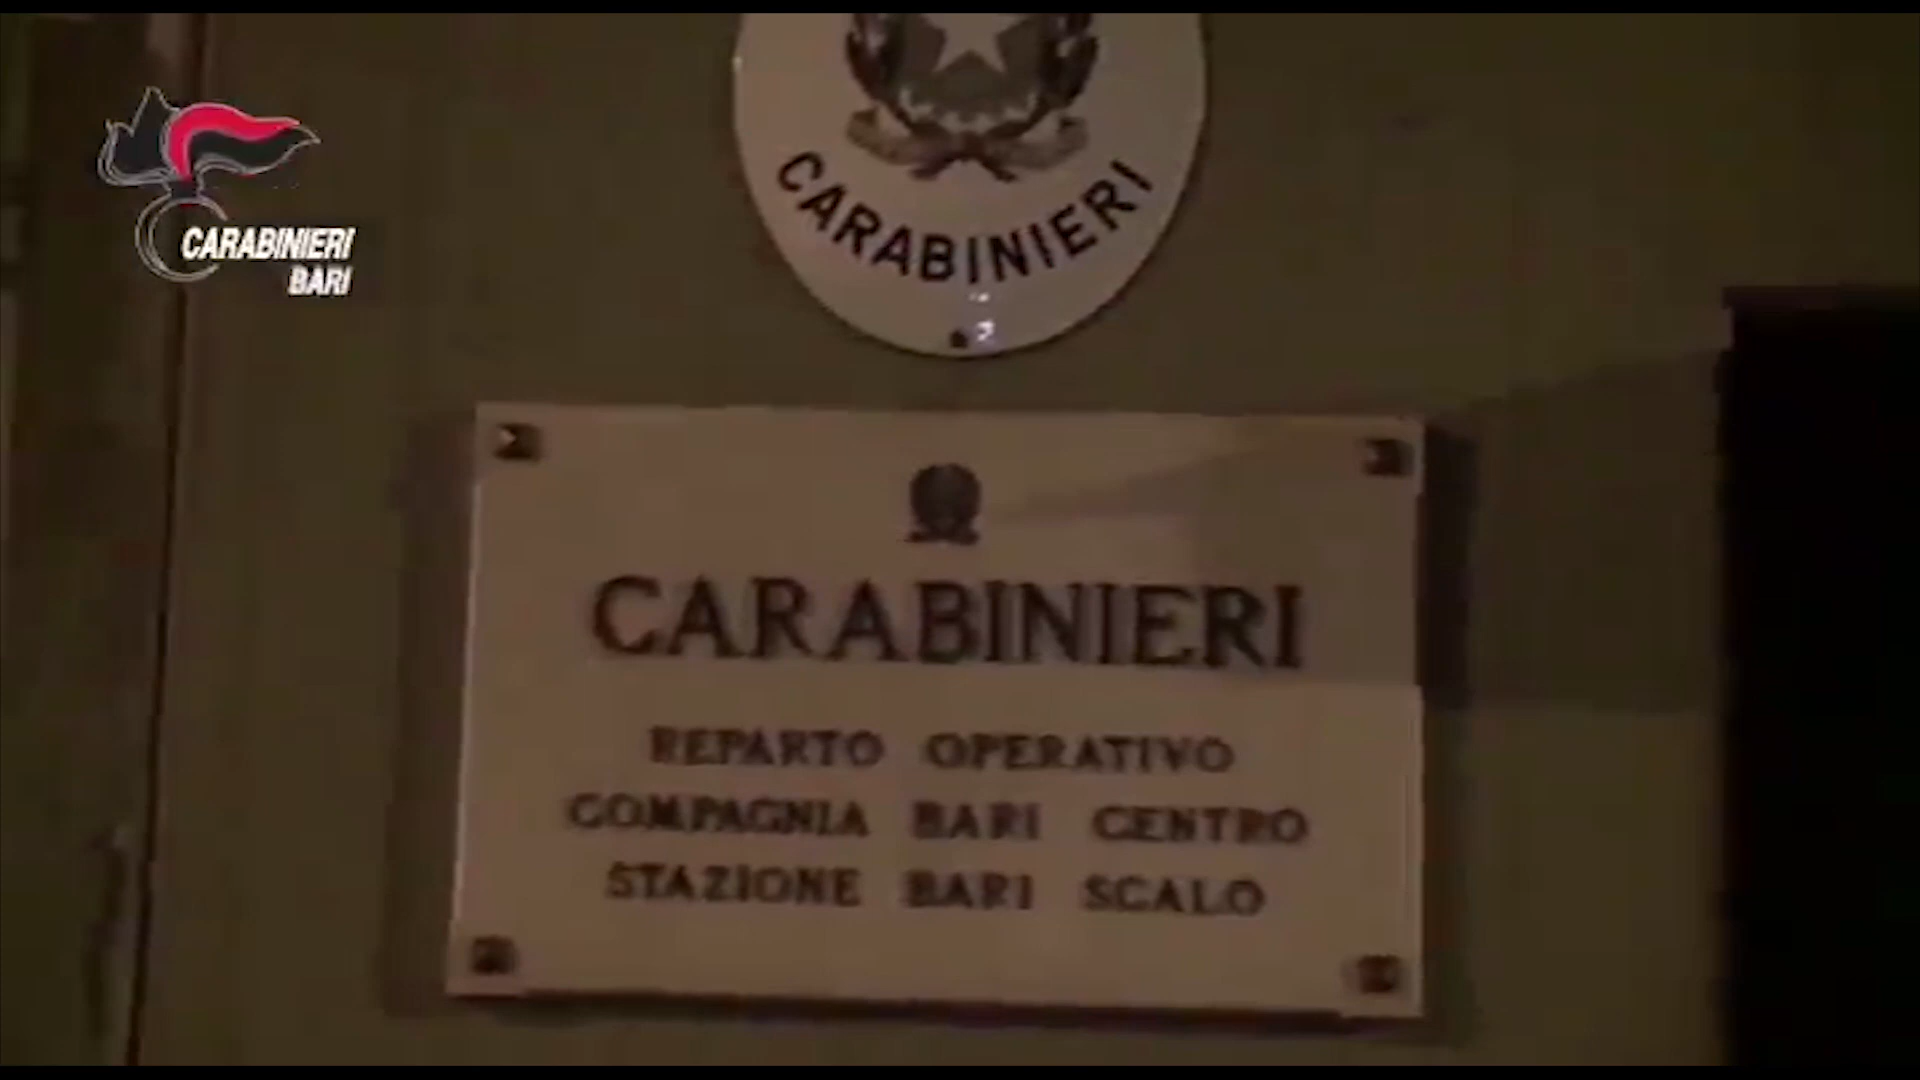 CARABINIERI
CARABINIERI
BARI
CARABINIERI
REPARTO OPERATIVO
COMPAGNIA BARI CENTRO
STAZIONE BARI SCALO